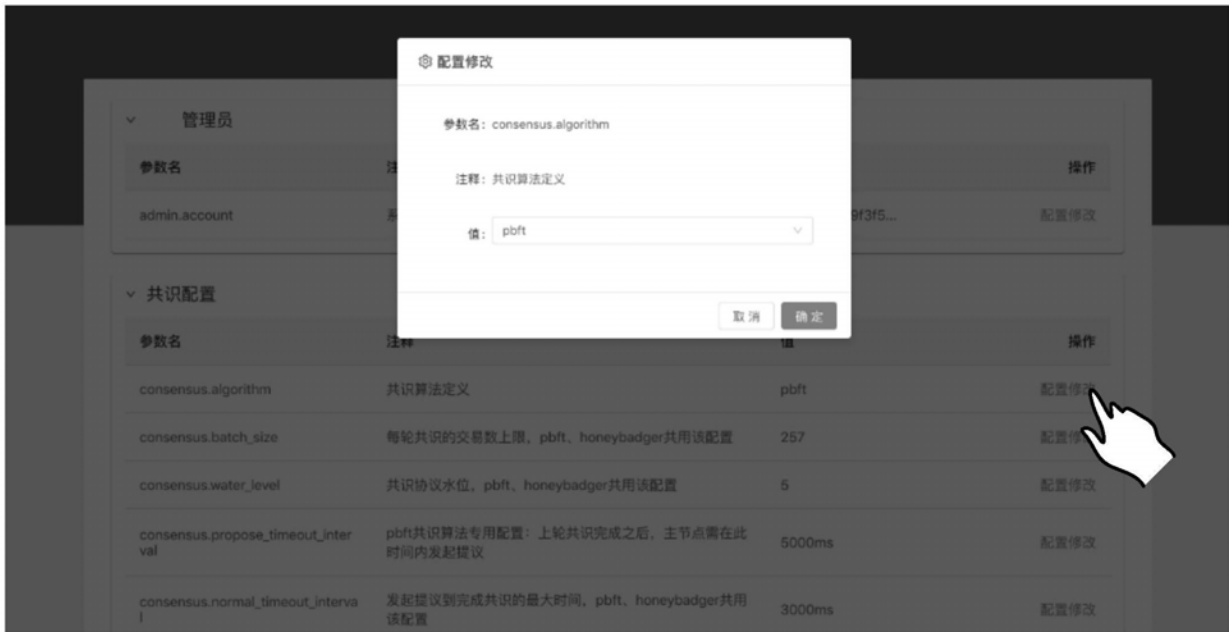 配置修改
参数名： consensus.algorithm
注释： 共识算法定义
值： pbft
取消 确定
管理员
参数名 操作
admin.account 9f3f5... 配置修改
共识配置
参数名 注释 值 操作
consensus.algorithm 共识算法定义 pbft 配置修改
consensus.batch_size 每轮共识的交易数上限，pbft、honeybadger共用该配置 257 配置修
consensus.water_level 共识协议水位，pbft、honeybadger共用该配置 5 配置修改
consensus.propose_timeout_inter pbft共识算法专用配置：上轮共识完成之后，主节点需在此 5000ms 配置修改
val 时间内发起提议
consensus.normal_timeout_interva 发起提议到完成共识的最大时间，pbft、honeybadger共用 3000ms 配置修改
l 该配置